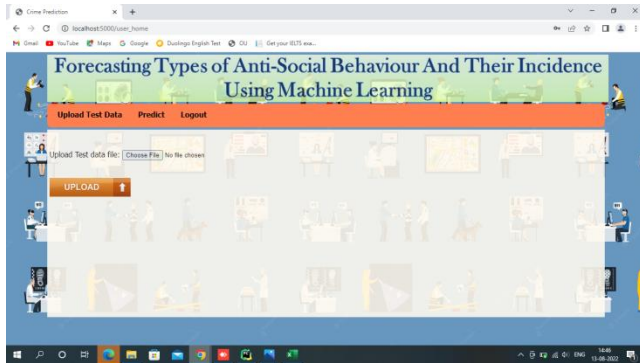 Crime Prediction
localhost:5000/user_home
Gmail YouTube Maps Google Duolingo English Test OU Get your IELTS exa...
Forecasting Types of Anti-Social Behaviour And Their Incidence
Using Machine Learning
Upload Test Data Predict Logout
Upload Test data file: Choose File No file chosen
UPLOAD
ENG
14:46
13-08-2022